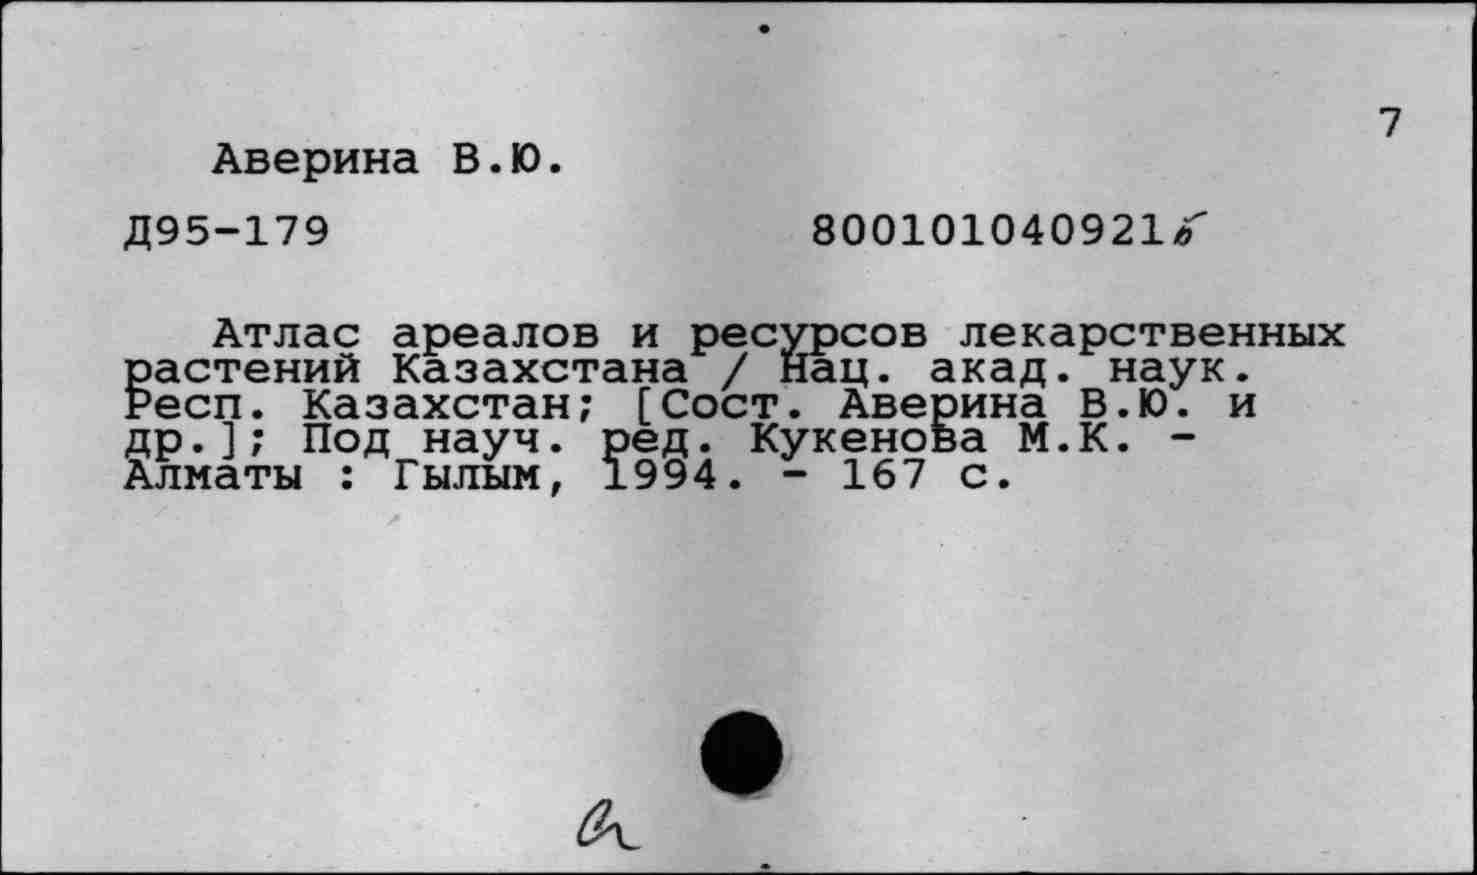 7
Аверина В.Ю.
Д95-179 800101040921б
Атлас ареалов и ресурсов лекарственных
растений Казахстана / Нац. акад. наук.
Респ. Казахстан; [Сост. Аверина В.Ю. и
др.]; Под науч. ред. Кукенова М.К. -
Алматы : Гылым, 1994. - 167 с.